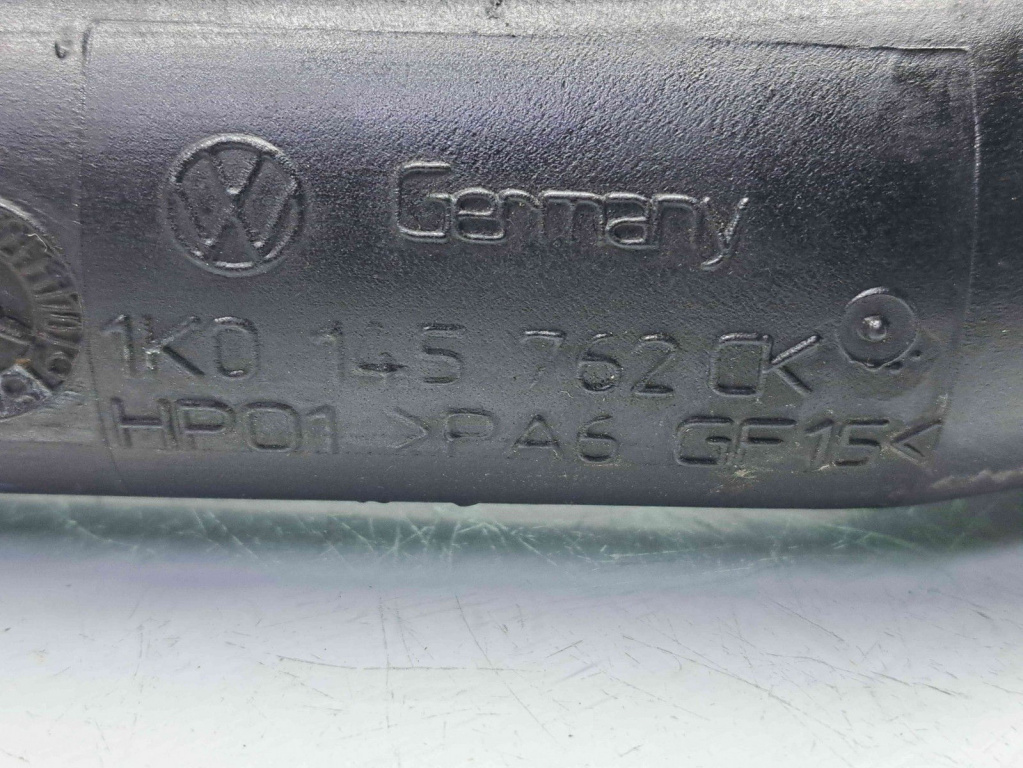 Germany
1K0 145 762 CK
HP01 >PA6 GF15<